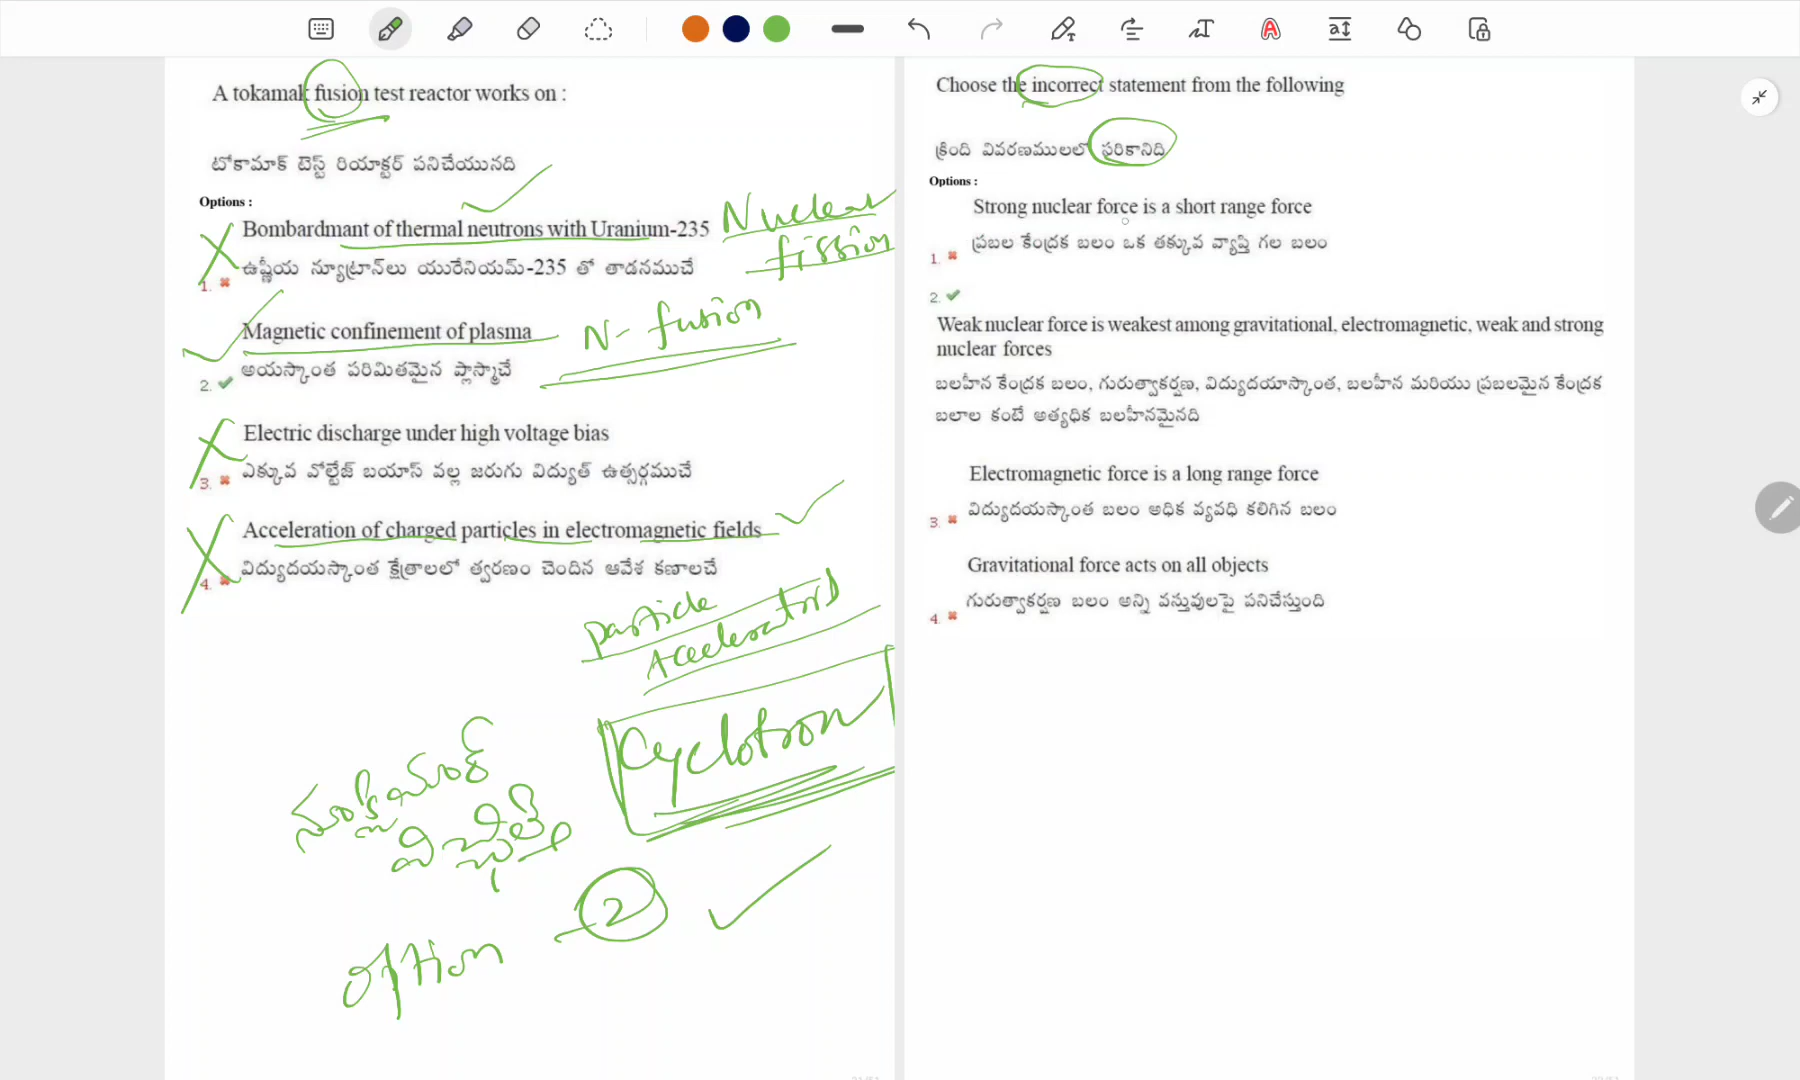 A tokamak fusion test reactor works on :
టోకామాక్ టెస్ట్ రియాక్టర్ పనిచేయునది
Options :
Bombardmant of thermal neutrons with Uranium-235
Nuclear
fission
ఉష్ణీయ న్యూట్రాన్‌లు యురేనియమ్-235 తో తాడనముచే
1.
Magnetic confinement of plasma
N- fusion
అయస్కాంత పరిమితమైన ప్లాస్మాచే
2.
Electric discharge under high voltage bias
ఎక్కువ వోల్టేజ్ బయాస్ వల్ల జరుగు విద్యుత్ ఉత్సర్గముచే
3.
Acceleration of charged particles in electromagnetic fields
విద్యుదయస్కాంత క్షేత్రాలలో త్వరణం చెందిన ఆవేశ కణాలచే
4.
particle
Accelerators
Cyclotron
option - 2
Choose the incorrect statement from the following
క్రింది వివరణములలో సరికానిది
Options :
Strong nuclear force is a short range force
ప్రబల కేంద్రక బలం ఒక తక్కువ వ్యాప్తి గల బలం
1.
2.
Weak nuclear force is weakest among gravitational, electromagnetic, weak and strong
nuclear forces
బలహీన కేంద్రక బలం, గురుత్వాకర్షణ, విద్యుదయాస్కాంత, బలహీన మరియు ప్రబలమైన కేంద్రక
బలాల కంటే అత్యధిక బలహీనమైనది
Electromagnetic force is a long range force
విద్యుదయస్కాంత బలం అధిక వ్యవధి కలిగిన బలం
3.
Gravitational force acts on all objects
గురుత్వాకర్షణ బలం అన్ని వస్తువులపై పనిచేస్తుంది
4.